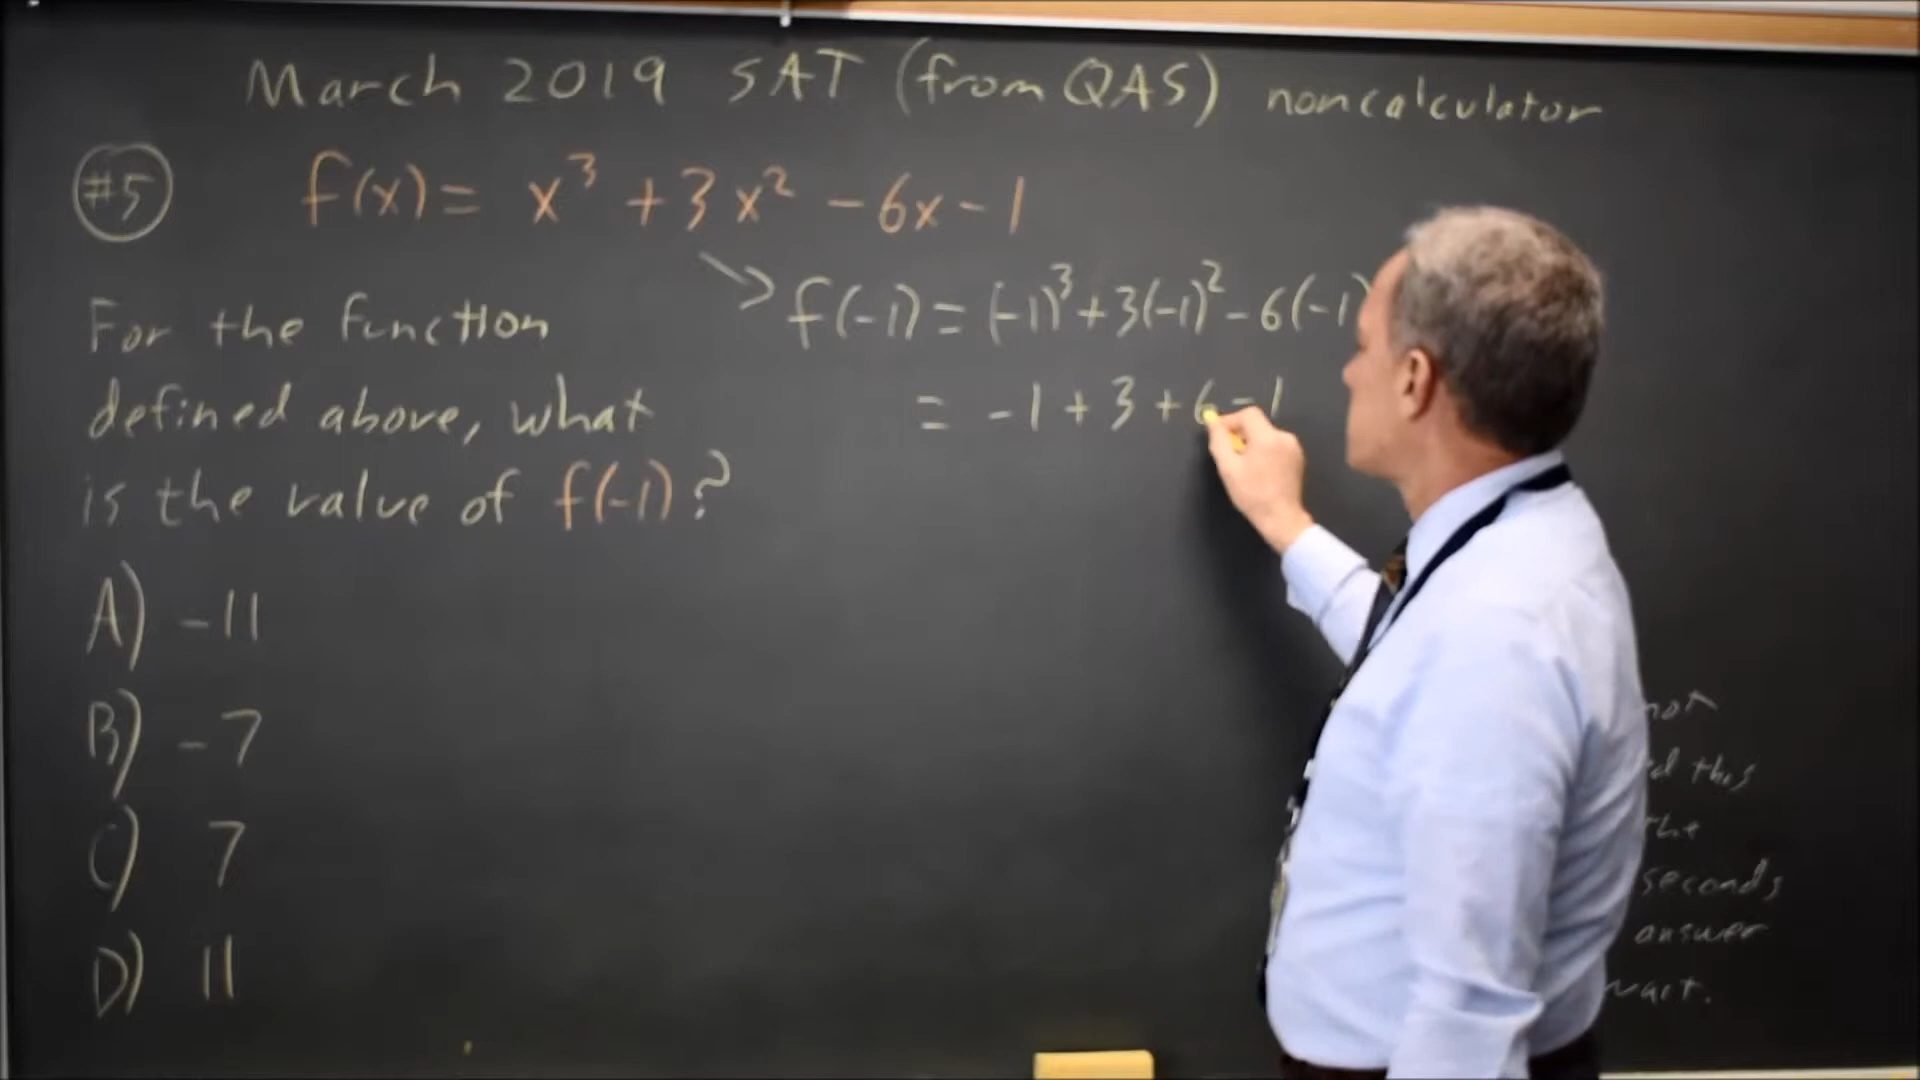 March 2019 SAT (from QAS) noncalculator
#5 f(x) = x³ + 3x² - 6x - 1
f(-1) = (-1)³ + 3(-1)² - 6(-1)
= -1 + 3 + 6 - 1
For the function
defined above, what
is the value of f(-1)?
A) -11
B) -7
C) 7
D) 11
this
seconds
answer